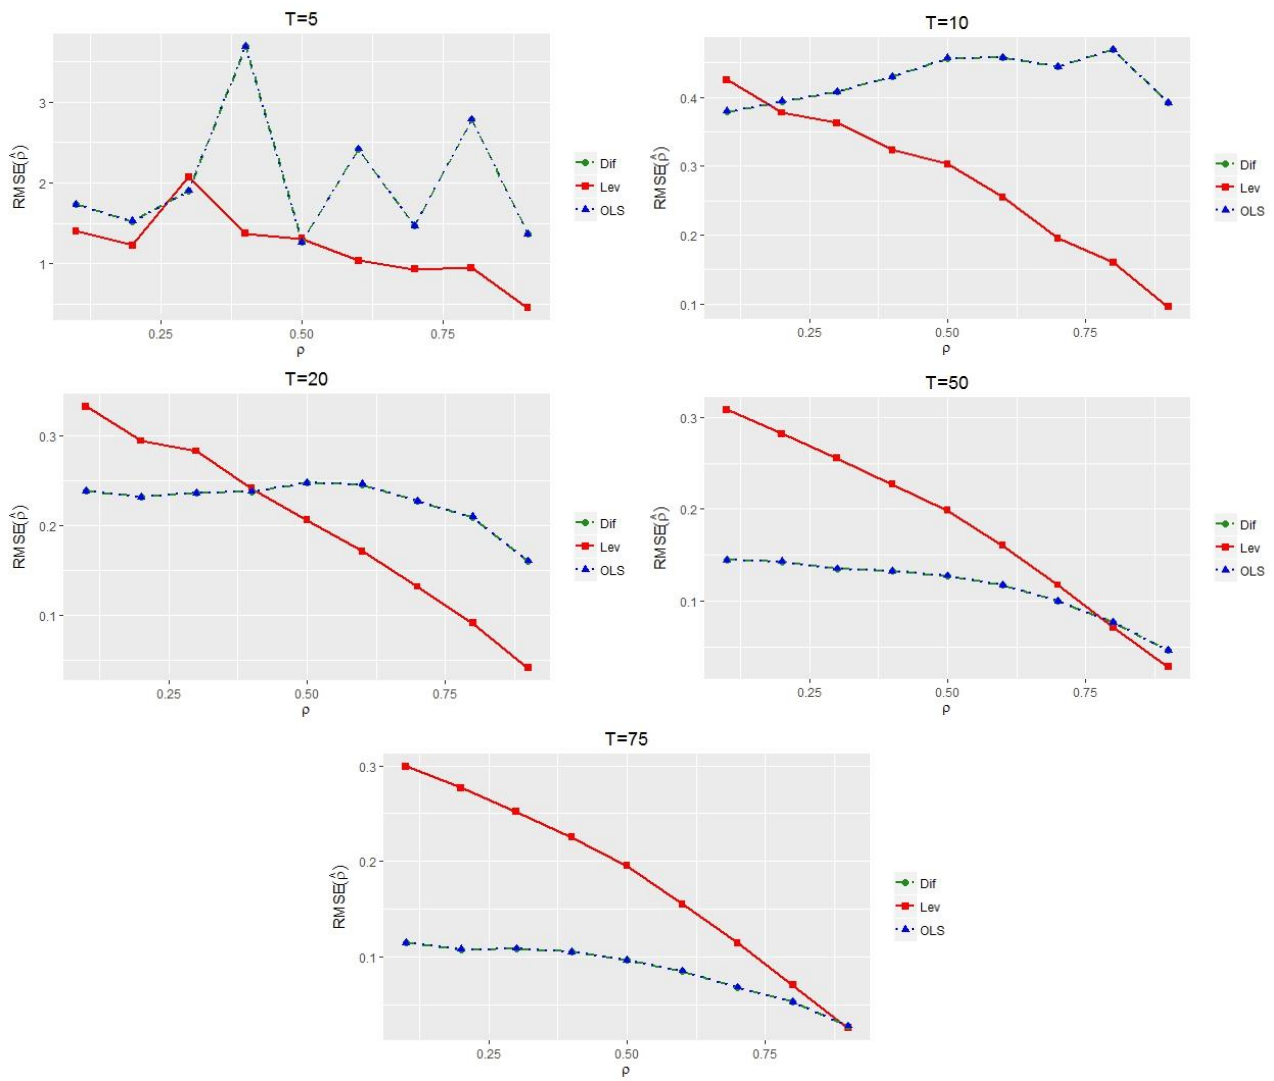 T=5
RMSE(ρ̂)
3
2
1
0.25 0.50 0.75
ρ
Dif
Lev
OLS
T=10
RMSE(ρ̂)
0.4
0.3
0.2
0.1
0.25 0.50 0.75
ρ
Dif
Lev
OLS
T=20
RMSE(ρ̂)
0.3
0.2
0.1
0.25 0.50 0.75
ρ
Dif
Lev
OLS
T=50
RMSE(ρ̂)
0.3
0.2
0.1
0.25 0.50 0.75
ρ
Dif
Lev
OLS
T=75
RMSE(ρ̂)
0.3
0.2
0.1
0.25 0.50 0.75
ρ
Dif
Lev
OLS